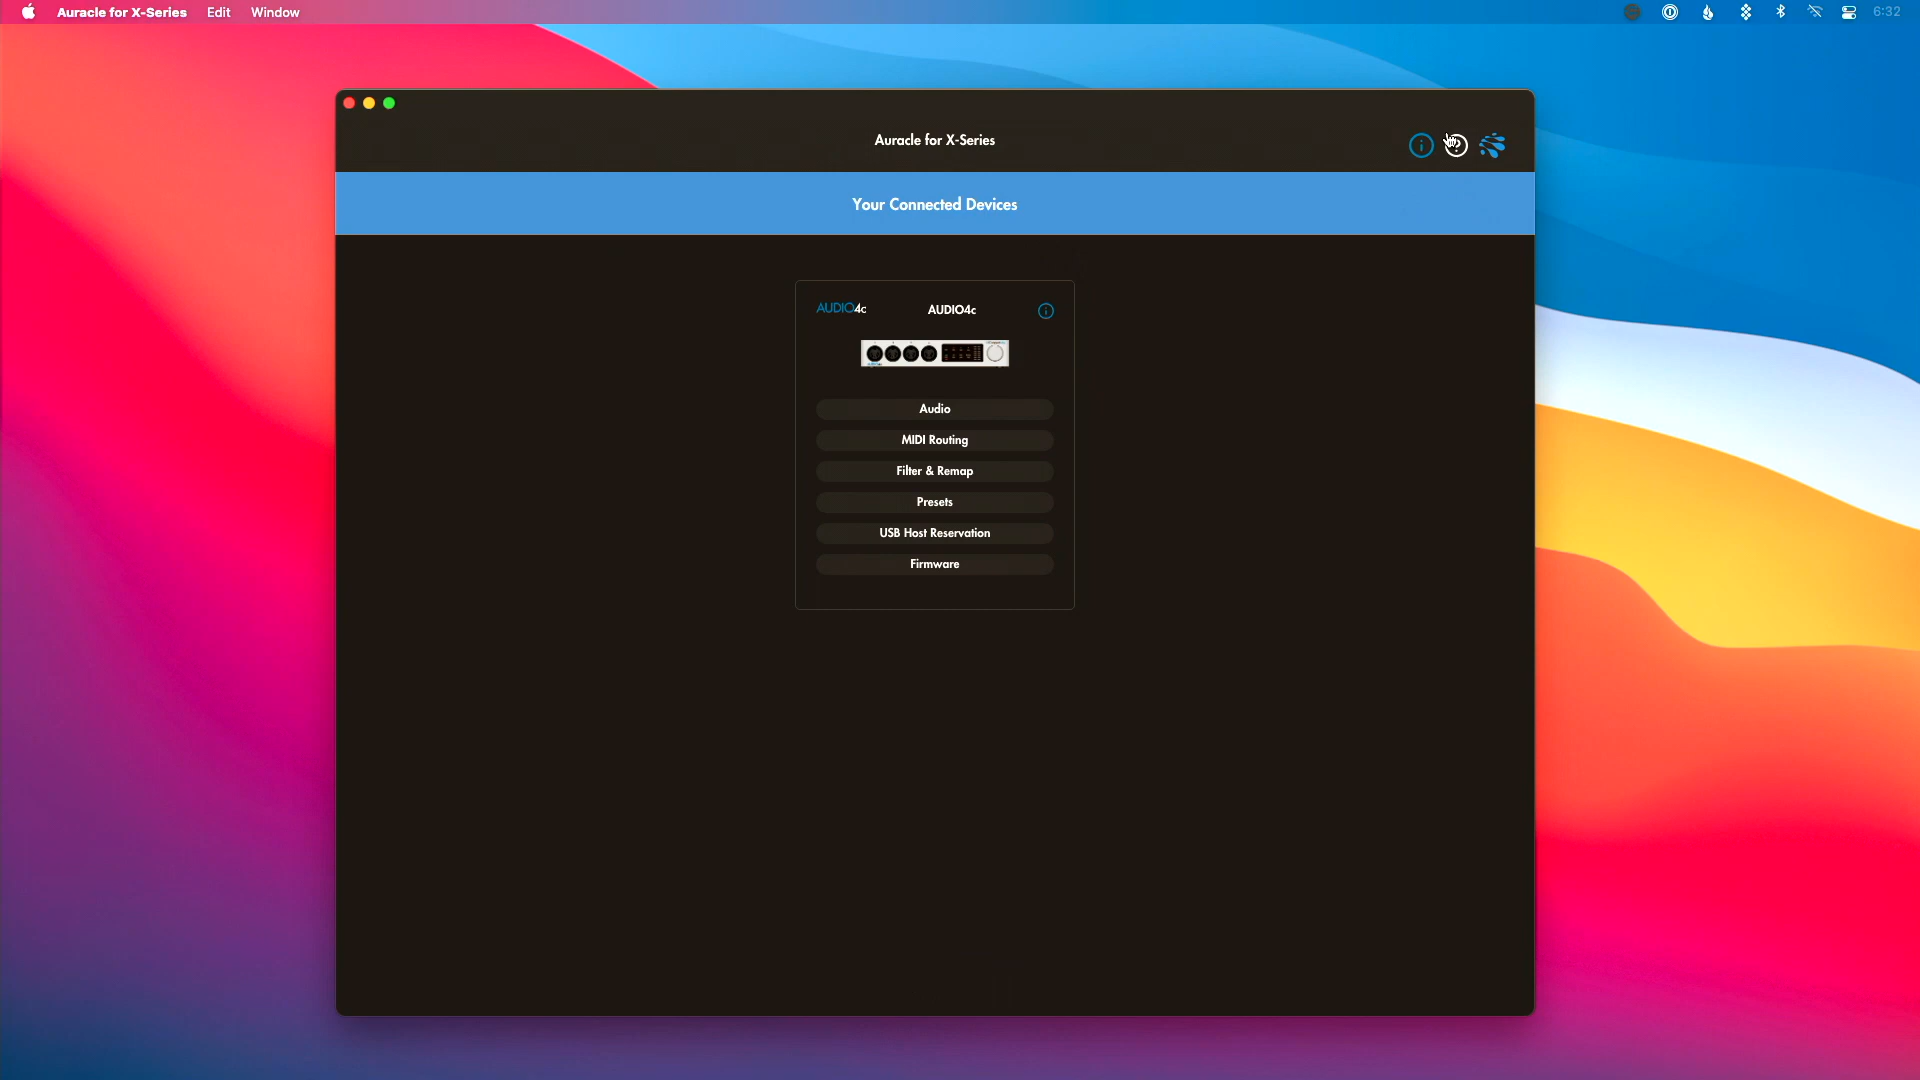 Auracle for X-Series Edit Window 6:32
Auracle for X-Series
Your Connected Devices
AUDIO4c AUDIO4c
Audio
MIDI Routing
Filter & Remap
Presets
USB Host Reservation
Firmware